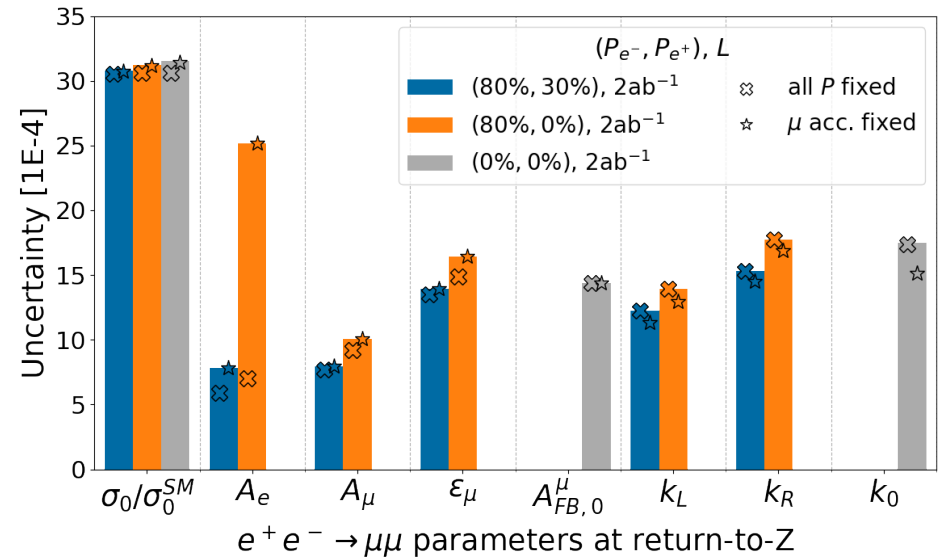 35
30
25
20
15
10
5
0
Uncertainty [1E-4]
(P_{e^-}, P_{e^+}), L
(80%, 30%), 2ab^{-1}
(80%, 0%), 2ab^{-1}
(0%, 0%), 2ab^{-1}
all P fixed
μ acc. fixed
σ_0/σ_0^{SM} A_e A_μ ε_μ A_{FB,0}^μ k_L k_R k_0
e^+e^- → μμ parameters at return-to-Z